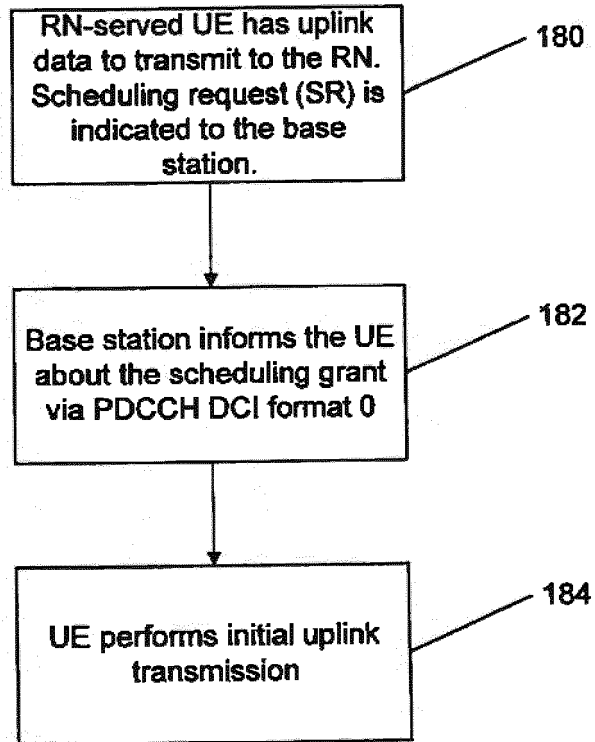 RN-served UE has uplink
data to transmit to the RN.
Scheduling request (SR) is
indicated to the base
station.
180
Base station informs the UE
about the scheduling grant
via PDCCH DCI format 0
182
UE performs initial uplink
transmission
184